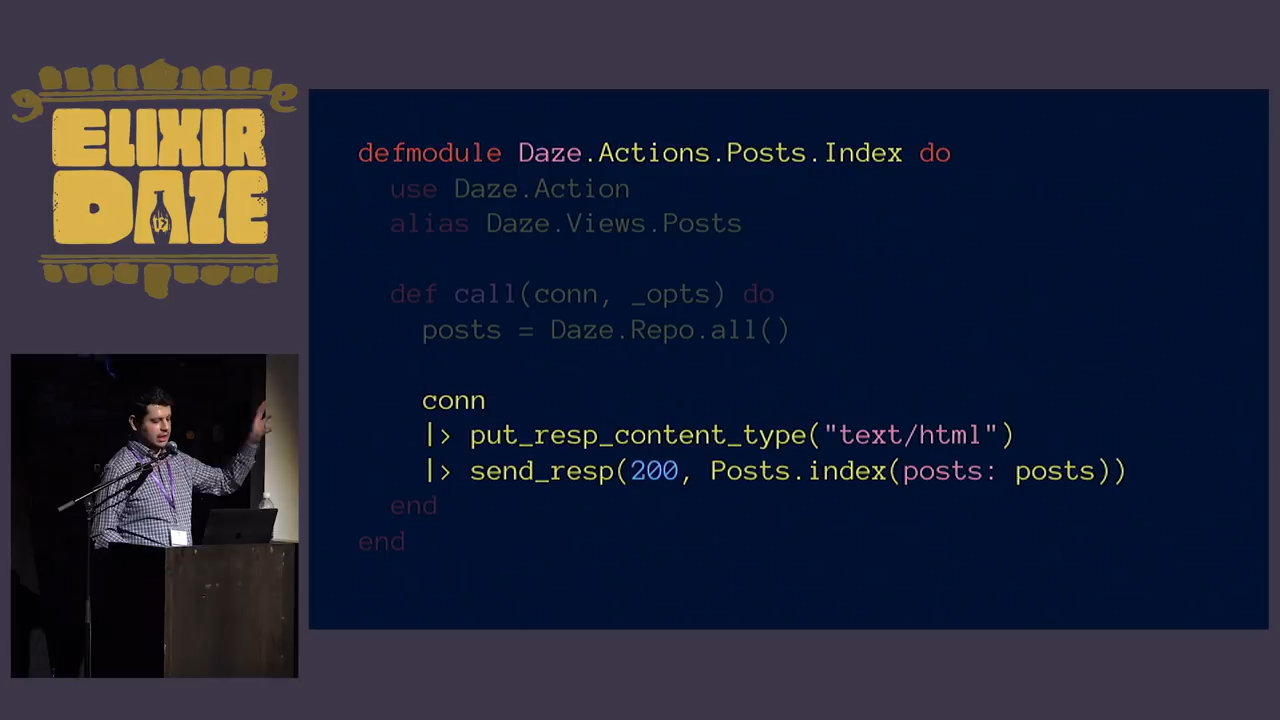 ELIXIR
DAZE
defmodule Daze.Actions.Posts.Index do
use Daze.Action
alias Daze.Views.Posts
def call(conn, _opts) do
posts = Daze.Repo.all()
conn
|> put_resp_content_type("text/html")
|> send_resp(200, Posts.index(posts: posts))
end
end